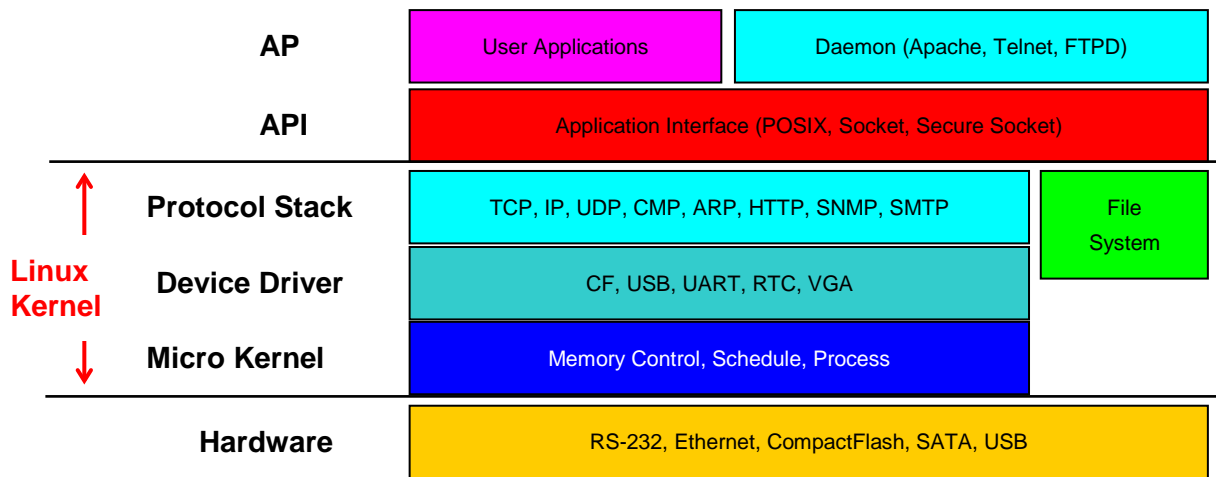 AP
User Applications
Daemon (Apache, Telnet, FTPD)
API
Application Interface (POSIX, Socket, Secure Socket)
Linux
Kernel
Protocol Stack
TCP, IP, UDP, CMP, ARP, HTTP, SNMP, SMTP
File
System
Device Driver
CF, USB, UART, RTC, VGA
Micro Kernel
Memory Control, Schedule, Process
Hardware
RS-232, Ethernet, CompactFlash, SATA, USB